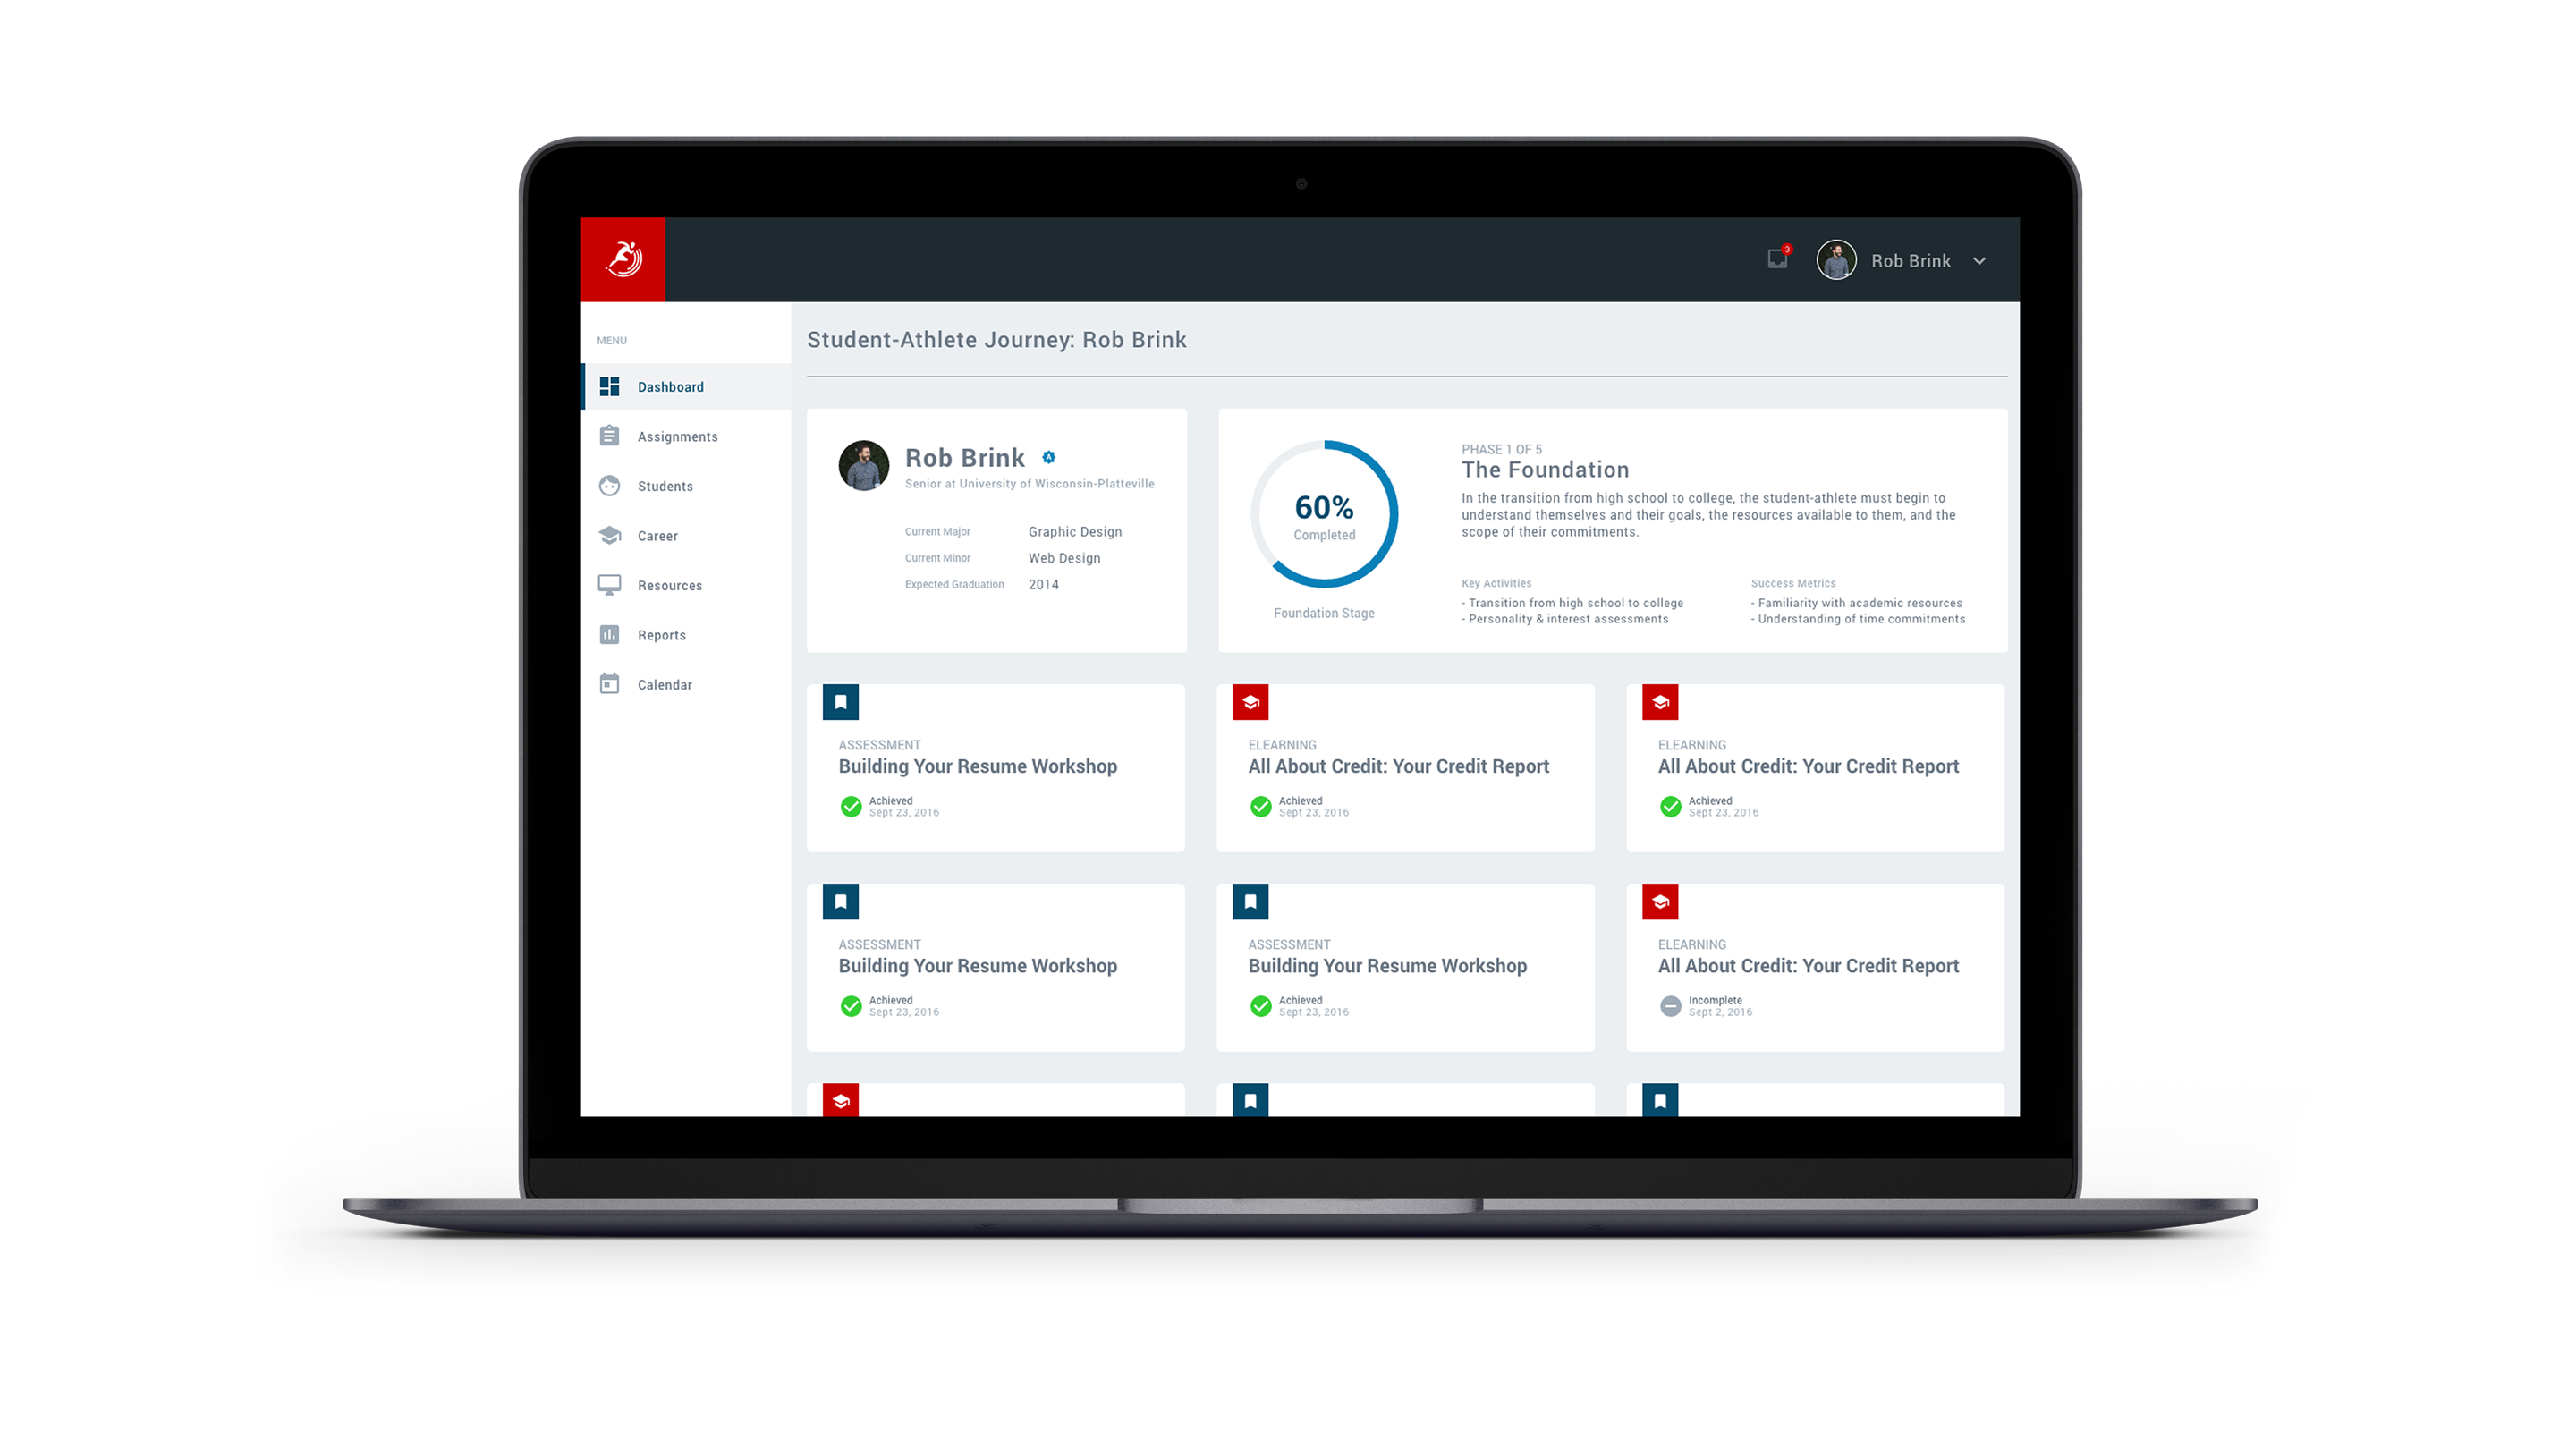 3
Rob Brink
MENU
Dashboard
Assignments
Students
Career
Resources
Reports
Calendar
Student-Athlete Journey: Rob Brink
Rob Brink
Senior at University of Wisconsin-Platteville
Current Major Graphic Design
Current Minor Web Design
Expected Graduation 2014
60%
Completed
Foundation Stage
PHASE 1 OF 5
The Foundation
In the transition from high school to college, the student-athlete must begin to
understand themselves and their goals, the resources available to them, and the
scope of their commitments.
Key Activities
- Transition from high school to college
- Personality & interest assessments
Success Metrics
- Familiarity with academic resources
- Understanding of time commitments
ASSESSMENT
Building Your Resume Workshop
Achieved
Sept 23, 2016
ELEARNING
All About Credit: Your Credit Report
Achieved
Sept 23, 2016
ELEARNING
All About Credit: Your Credit Report
Achieved
Sept 23, 2016
ASSESSMENT
Building Your Resume Workshop
Achieved
Sept 23, 2016
ASSESSMENT
Building Your Resume Workshop
Achieved
Sept 23, 2016
ELEARNING
All About Credit: Your Credit Report
Incomplete
Sept 2, 2016